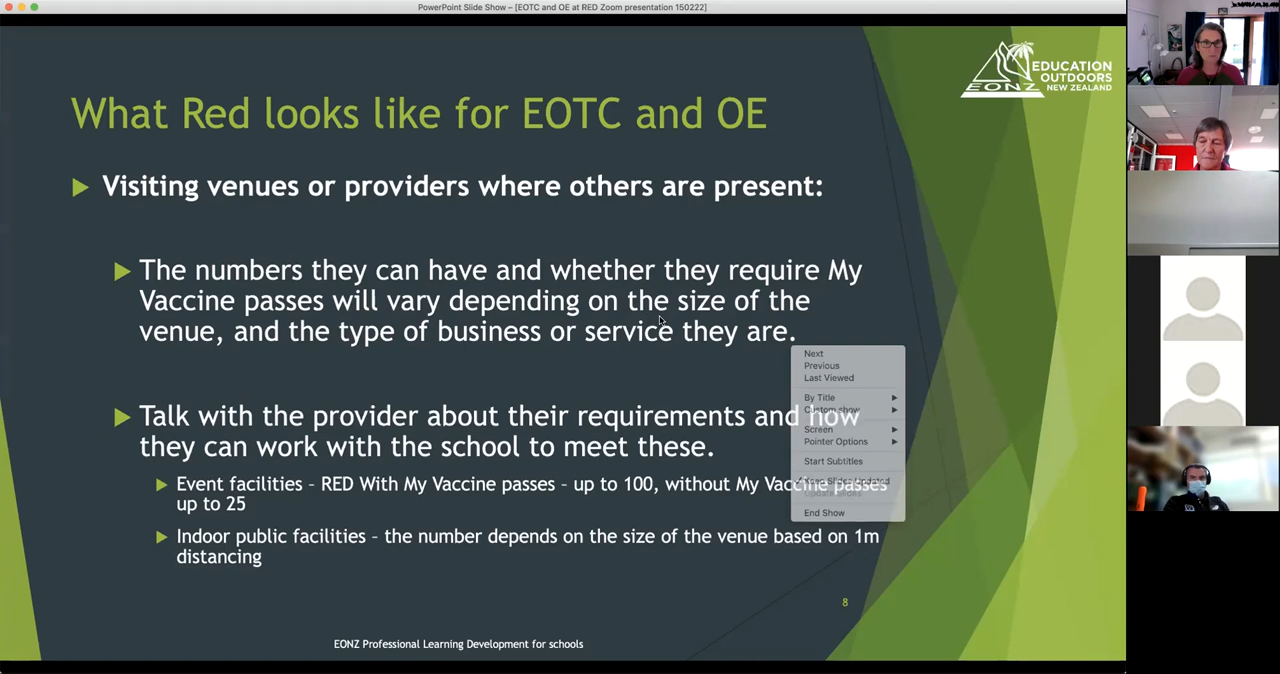 PowerPoint Slide Show – [EOTC and OE at RED Zoom presentation 150222]
EDUCATION
OUTDOORS
NEW ZEALAND
EONZ
What Red looks like for EOTC and OE
Visiting venues or providers where others are present:
The numbers they can have and whether they require My
Vaccine passes will vary depending on the size of the
venue, and the type of business or service they are.
Talk with the provider about their requirements and how
they can work with the school to meet these.
Event facilities – RED With My Vaccine passes – up to 100, without My Vaccine passes
up to 25
Indoor public facilities – the number depends on the size of the venue based on 1m
distancing
Next
Previous
Last Viewed
By Title
Custom show
Screen
Pointer Options
Start Subtitles
Keep Slides Updated
Update Slides
End Show
8
EONZ Professional Learning Development for schools